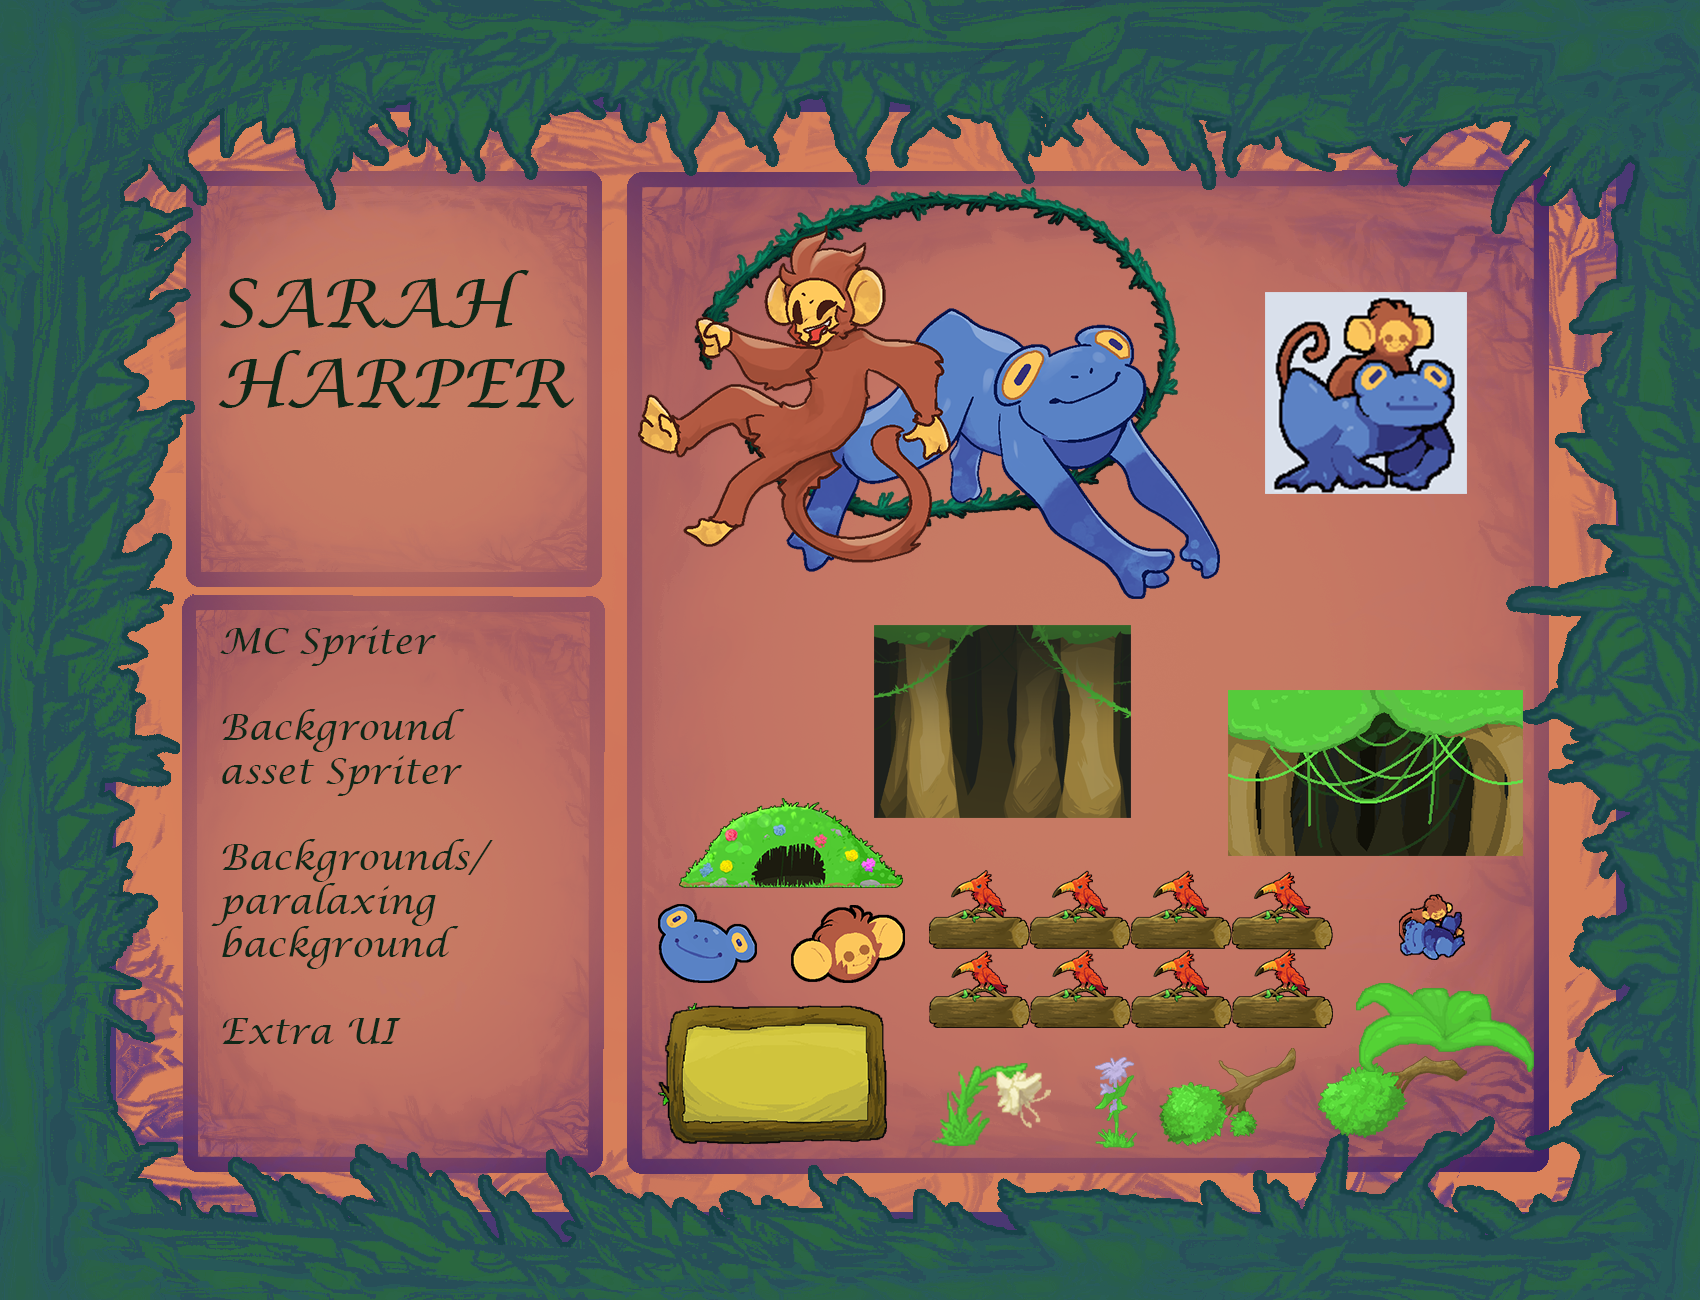 SARAH
HARPER
MC Spriter
Background
asset Spriter
Backgrounds/
paralaxing
background
Extra UI